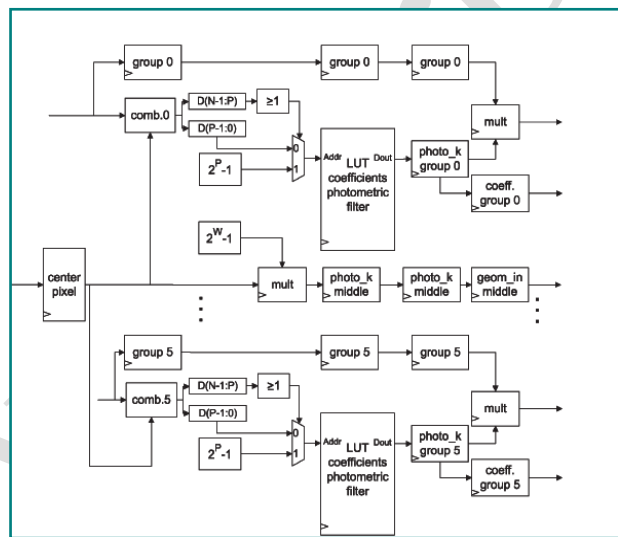 group 0 group 0 group 0
comb.0 D(N-1:P) ≥1
D(P-1:0) 0
2^P-1 1
Addr LUT Dout
coefficients
photometric
filter
photo_k
group 0
mult
coeff.
group 0
2^W-1
center
pixel
mult
photo_k
middle
photo_k
middle
geom_in
middle
group 5 group 5 group 5
comb.5 D(N-1:P) ≥1
D(P-1:0) 0
2^P-1 1
Addr LUT Dout
coefficients
photometric
filter
photo_k
group 5
mult
coeff.
group 5